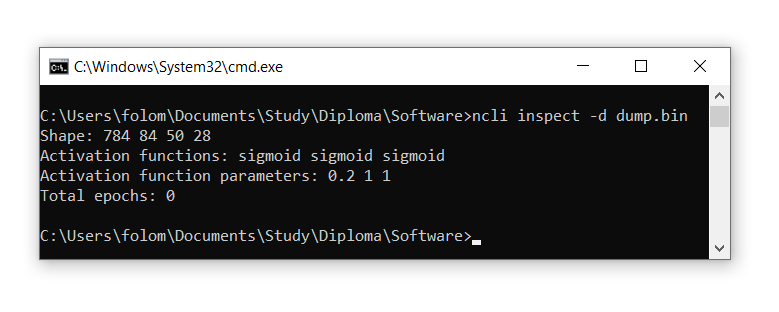 C:\Windows\System32\cmd.exe
C:\Users\folom\Documents\Study\Diploma\Software>ncli inspect -d dump.bin
Shape: 784 84 50 28
Activation functions: sigmoid sigmoid sigmoid
Activation function parameters: 0.2 1 1
Total epochs: 0
C:\Users\folom\Documents\Study\Diploma\Software>